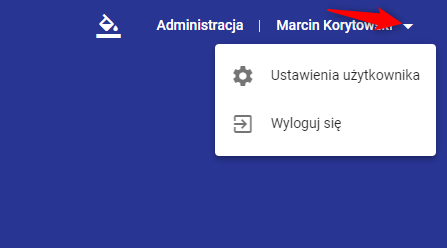 Administracja | Marcin Korytowski
Ustawienia użytkownika
Wyloguj się